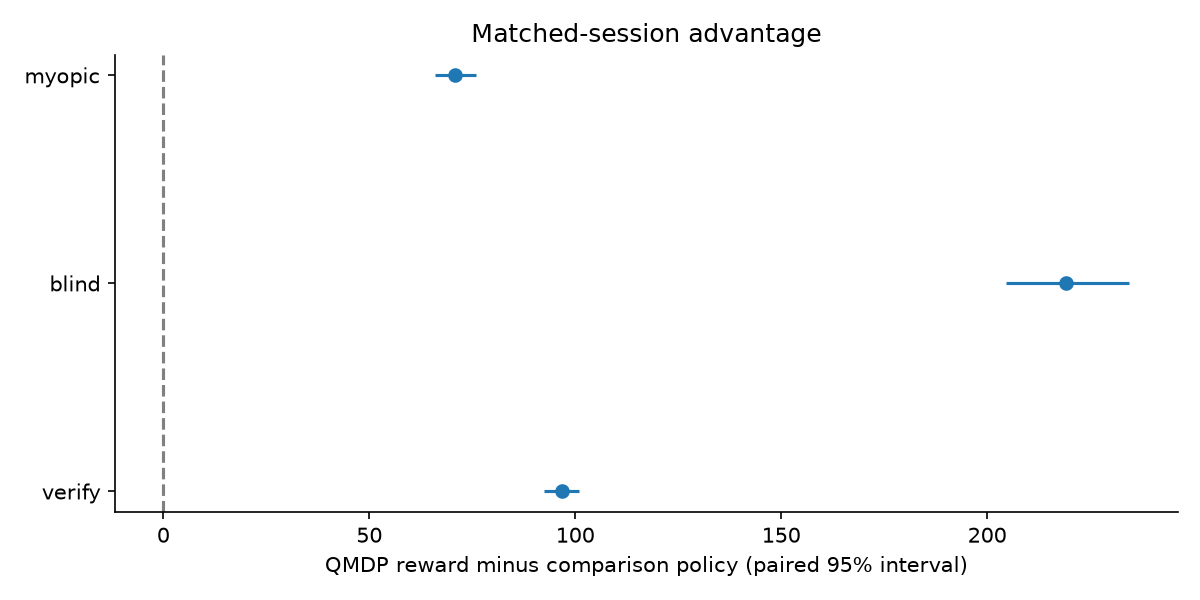 Matched-session advantage
myopic
blind
verify
0 50 100 150 200
QMDP reward minus comparison policy (paired 95% interval)